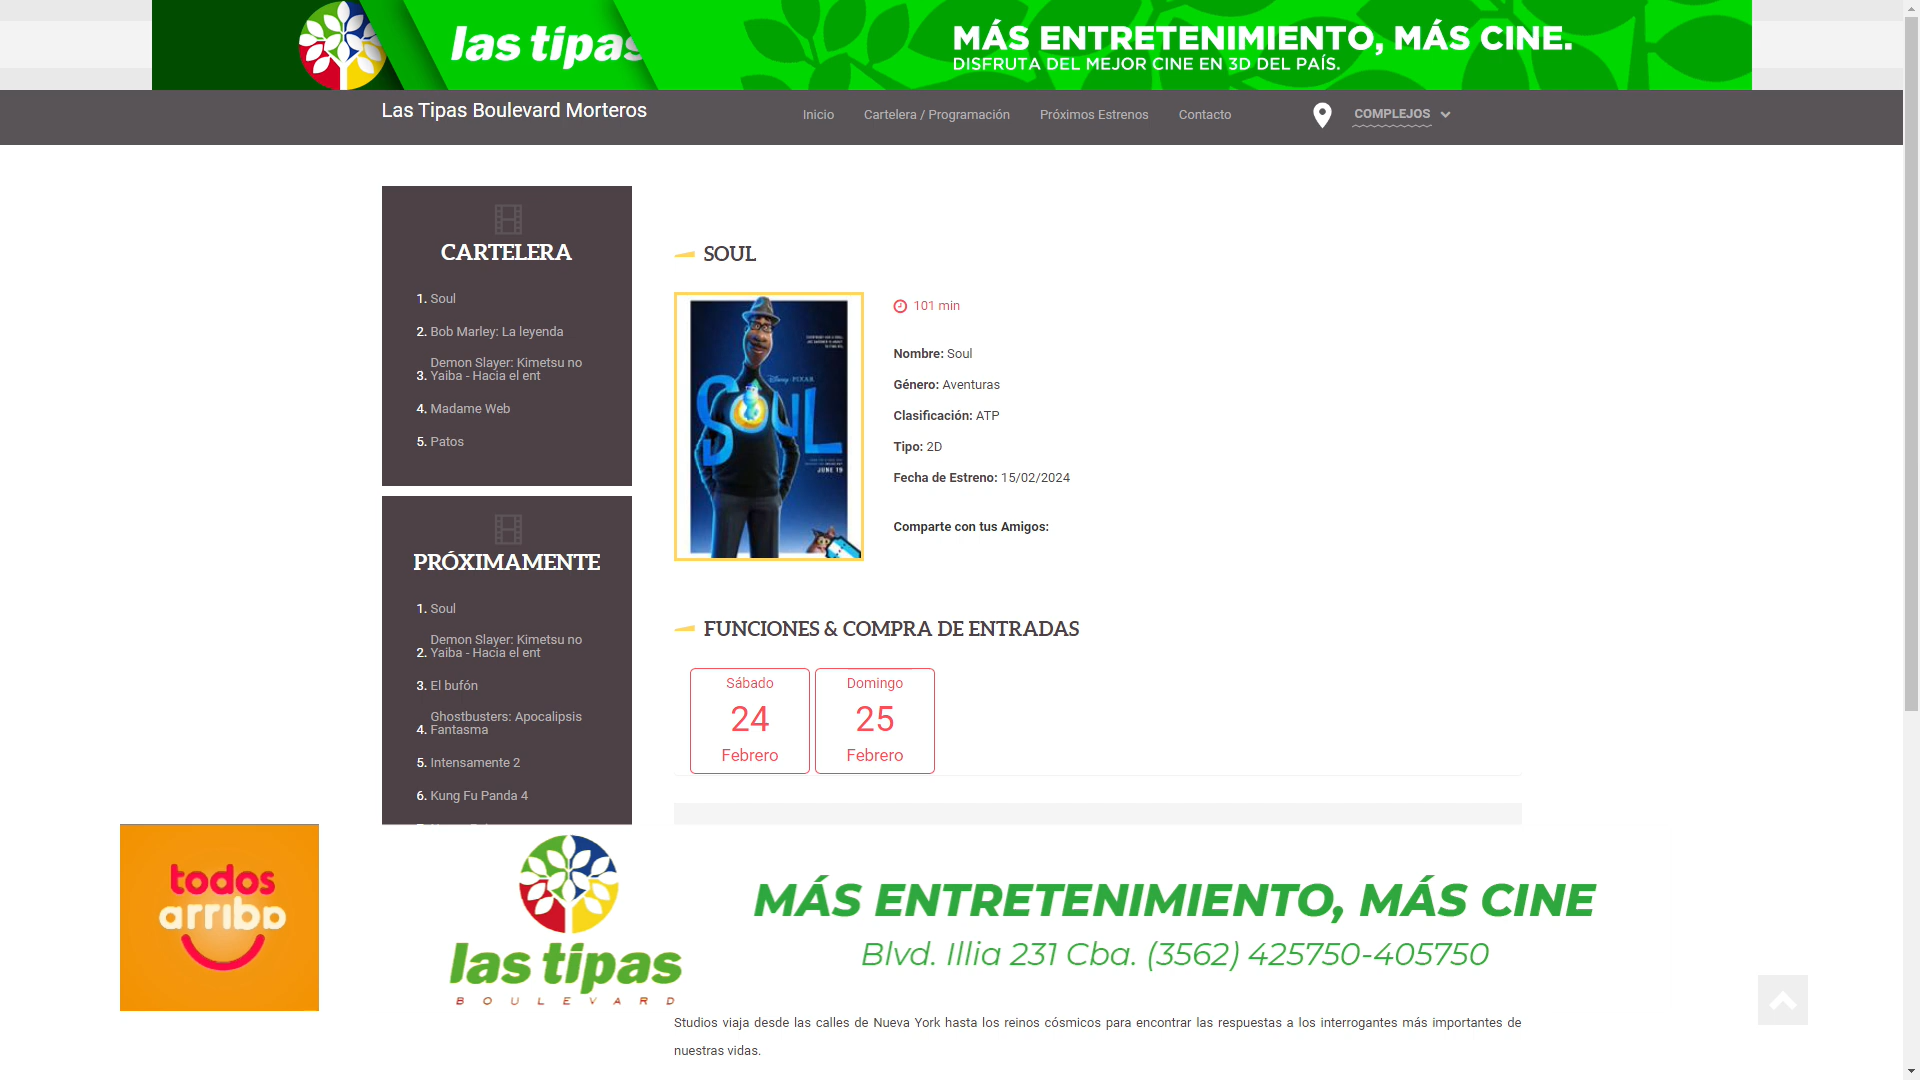 las tipas
MÁS ENTRETENIMIENTO, MÁS CINE.
DISFRUTA DEL MEJOR CINE EN 3D DEL PAÍS.
Las Tipas Boulevard Morteros
Inicio
Cartelera / Programación
Próximos Estrenos
Contacto
COMPLEJOS
CARTELERA
1. Soul
2. Bob Marley: La leyenda
Demon Slayer: Kimetsu no
3. Yaiba - Hacia el ent
4. Madame Web
5. Patos
PRÓXIMAMENTE
1. Soul
Demon Slayer: Kimetsu no
2. Yaiba - Hacia el ent
3. El bufón
Ghostbusters: Apocalipsis
4. Fantasma
5. Intensamente 2
6. Kung Fu Panda 4
SOUL
Disney · PIXAR
SOUL
JUNE 19
101 min
Nombre: Soul
Género: Aventuras
Clasificación: ATP
Tipo: 2D
Fecha de Estreno: 15/02/2024
Comparte con tus Amigos:
FUNCIONES & COMPRA DE ENTRADAS
Sábado
24
Febrero
Domingo
25
Febrero
todos
arriba
las tipas
BOULEVARD
MÁS ENTRETENIMIENTO, MÁS CINE
Blvd. Illia 231 Cba. (3562) 425750-405750
Studios viaja desde las calles de Nueva York hasta los reinos cósmicos para encontrar las respuestas a los interrogantes más importantes de
nuestras vidas.